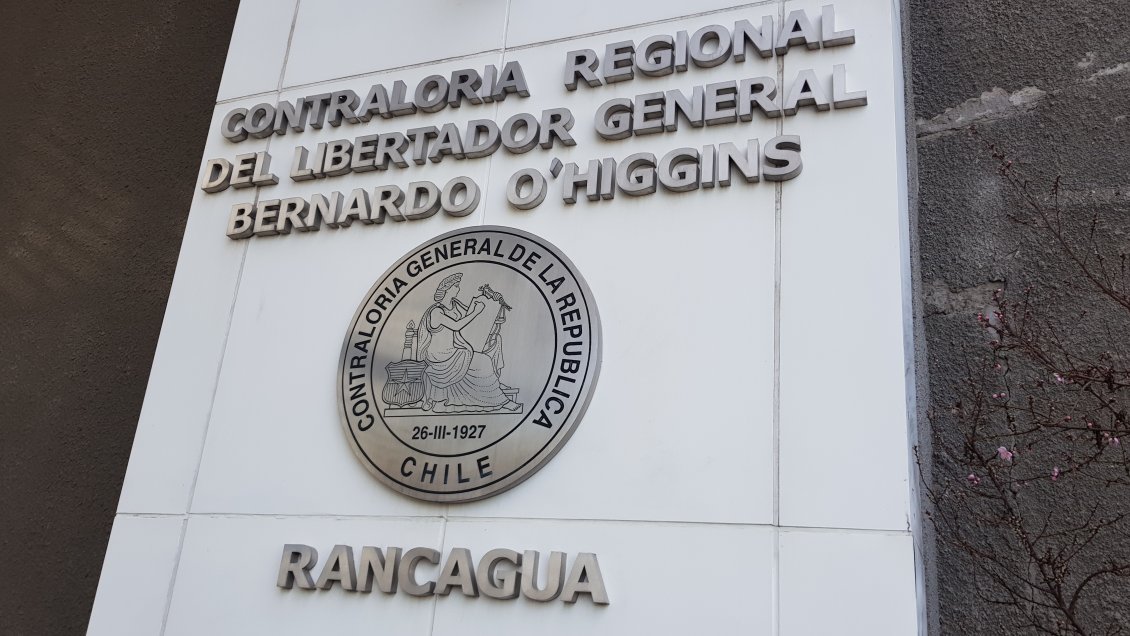 CONTRALORIA REGIONAL
DEL LIBERTADOR GENERAL
BERNARDO O'HIGGINS
CONTRALORIA GENERAL DE LA REPUBLICA
26-III-1927
CHILE
RANCAGUA